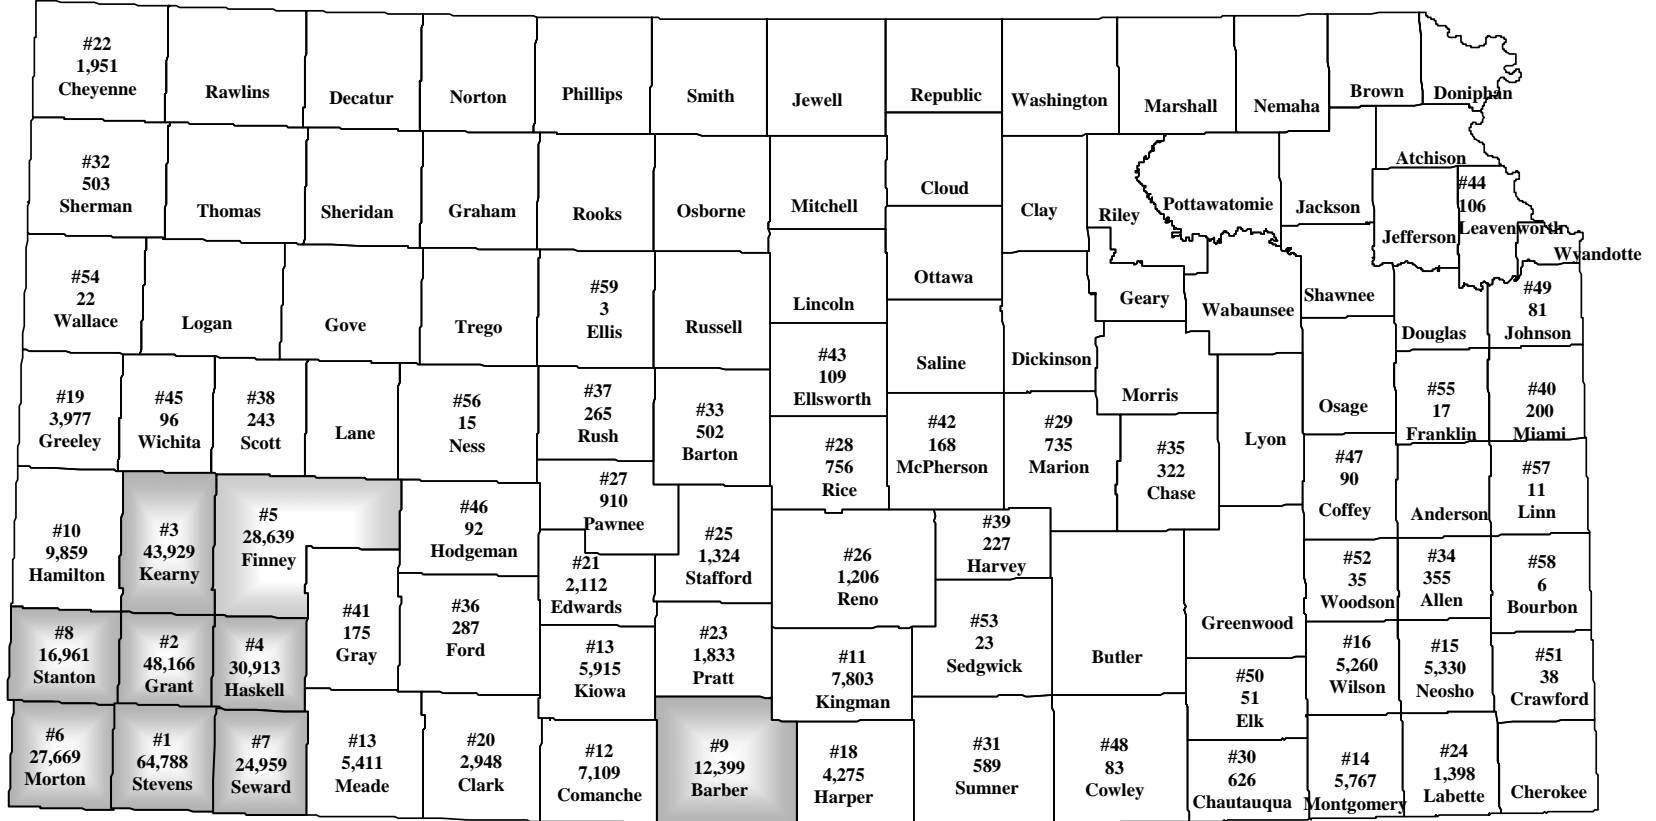 #22
1,951
Cheyenne
Rawlins
Decatur
Norton
Phillips
Smith
Jewell
Republic
Washington
Marshall
Nemaha
Brown
Doniphan
#32
503
Sherman
Thomas
Sheridan
Graham
Rooks
Osborne
Mitchell
Cloud
Clay
Riley
Pottawatomie
Jackson
Atchison
Jefferson
#44
106
Leavenworth
Wyandotte
#54
22
Wallace
Logan
Gove
Trego
#59
3
Ellis
Russell
Lincoln
Ottawa
Saline
Dickinson
Geary
Wabaunsee
Shawnee
Douglas
#49
81
Johnson
#19
3,977
Greeley
#45
96
Wichita
#38
243
Scott
Lane
#56
15
Ness
#37
265
Rush
#33
502
Barton
#43
109
Ellsworth
#28
756
Rice
#42
168
McPherson
#29
735
Marion
Morris
#35
322
Chase
Lyon
Osage
#55
17
Franklin
#40
200
Miami
#10
9,859
Hamilton
#3
43,929
Kearny
#5
28,639
Finney
#46
92
Hodgeman
#27
910
Pawnee
#21
2,112
Edwards
#25
1,324
Stafford
#26
1,206
Reno
#39
227
Harvey
#47
90
Coffey
Anderson
#57
11
Linn
#8
16,961
Stanton
#2
48,166
Grant
#4
30,913
Haskell
#41
175
Gray
#36
287
Ford
#13
5,915
Kiowa
#23
1,833
Pratt
#11
7,803
Kingman
#53
23
Sedgwick
Butler
Greenwood
#52
35
Woodson
#34
355
Allen
#58
6
Bourbon
#16
5,260
Wilson
#15
5,330
Neosho
#51
38
Crawford
#6
27,669
Morton
#1
64,788
Stevens
#7
24,959
Seward
#13
5,411
Meade
#20
2,948
Clark
#12
7,109
Comanche
#9
12,399
Barber
#18
4,275
Harper
#31
589
Sumner
#48
83
Cowley
#50
51
Elk
#30
626
Chautauqua
#14
5,767
Montgomery
#24
1,398
Labette
Cherokee